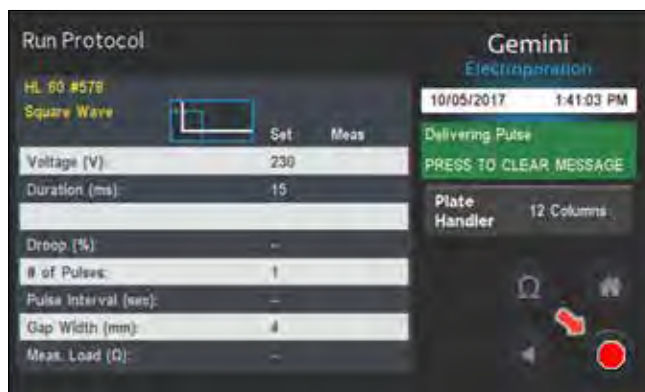 Run Protocol
Gemini
Electroporation
HL 60 #578
Square Wave
10/05/2017 1:41:03 PM
Set Meas
Delivering Pulse
PRESS TO CLEAR MESSAGE
Voltage (V): 230
Duration (ms): 15
Plate Handler 12 Columns
Droop (%): --
# of Pulses: 1
Pulse Interval (sec): --
Gap Width (mm): 4
Meas. Load (Ω): --
Ω